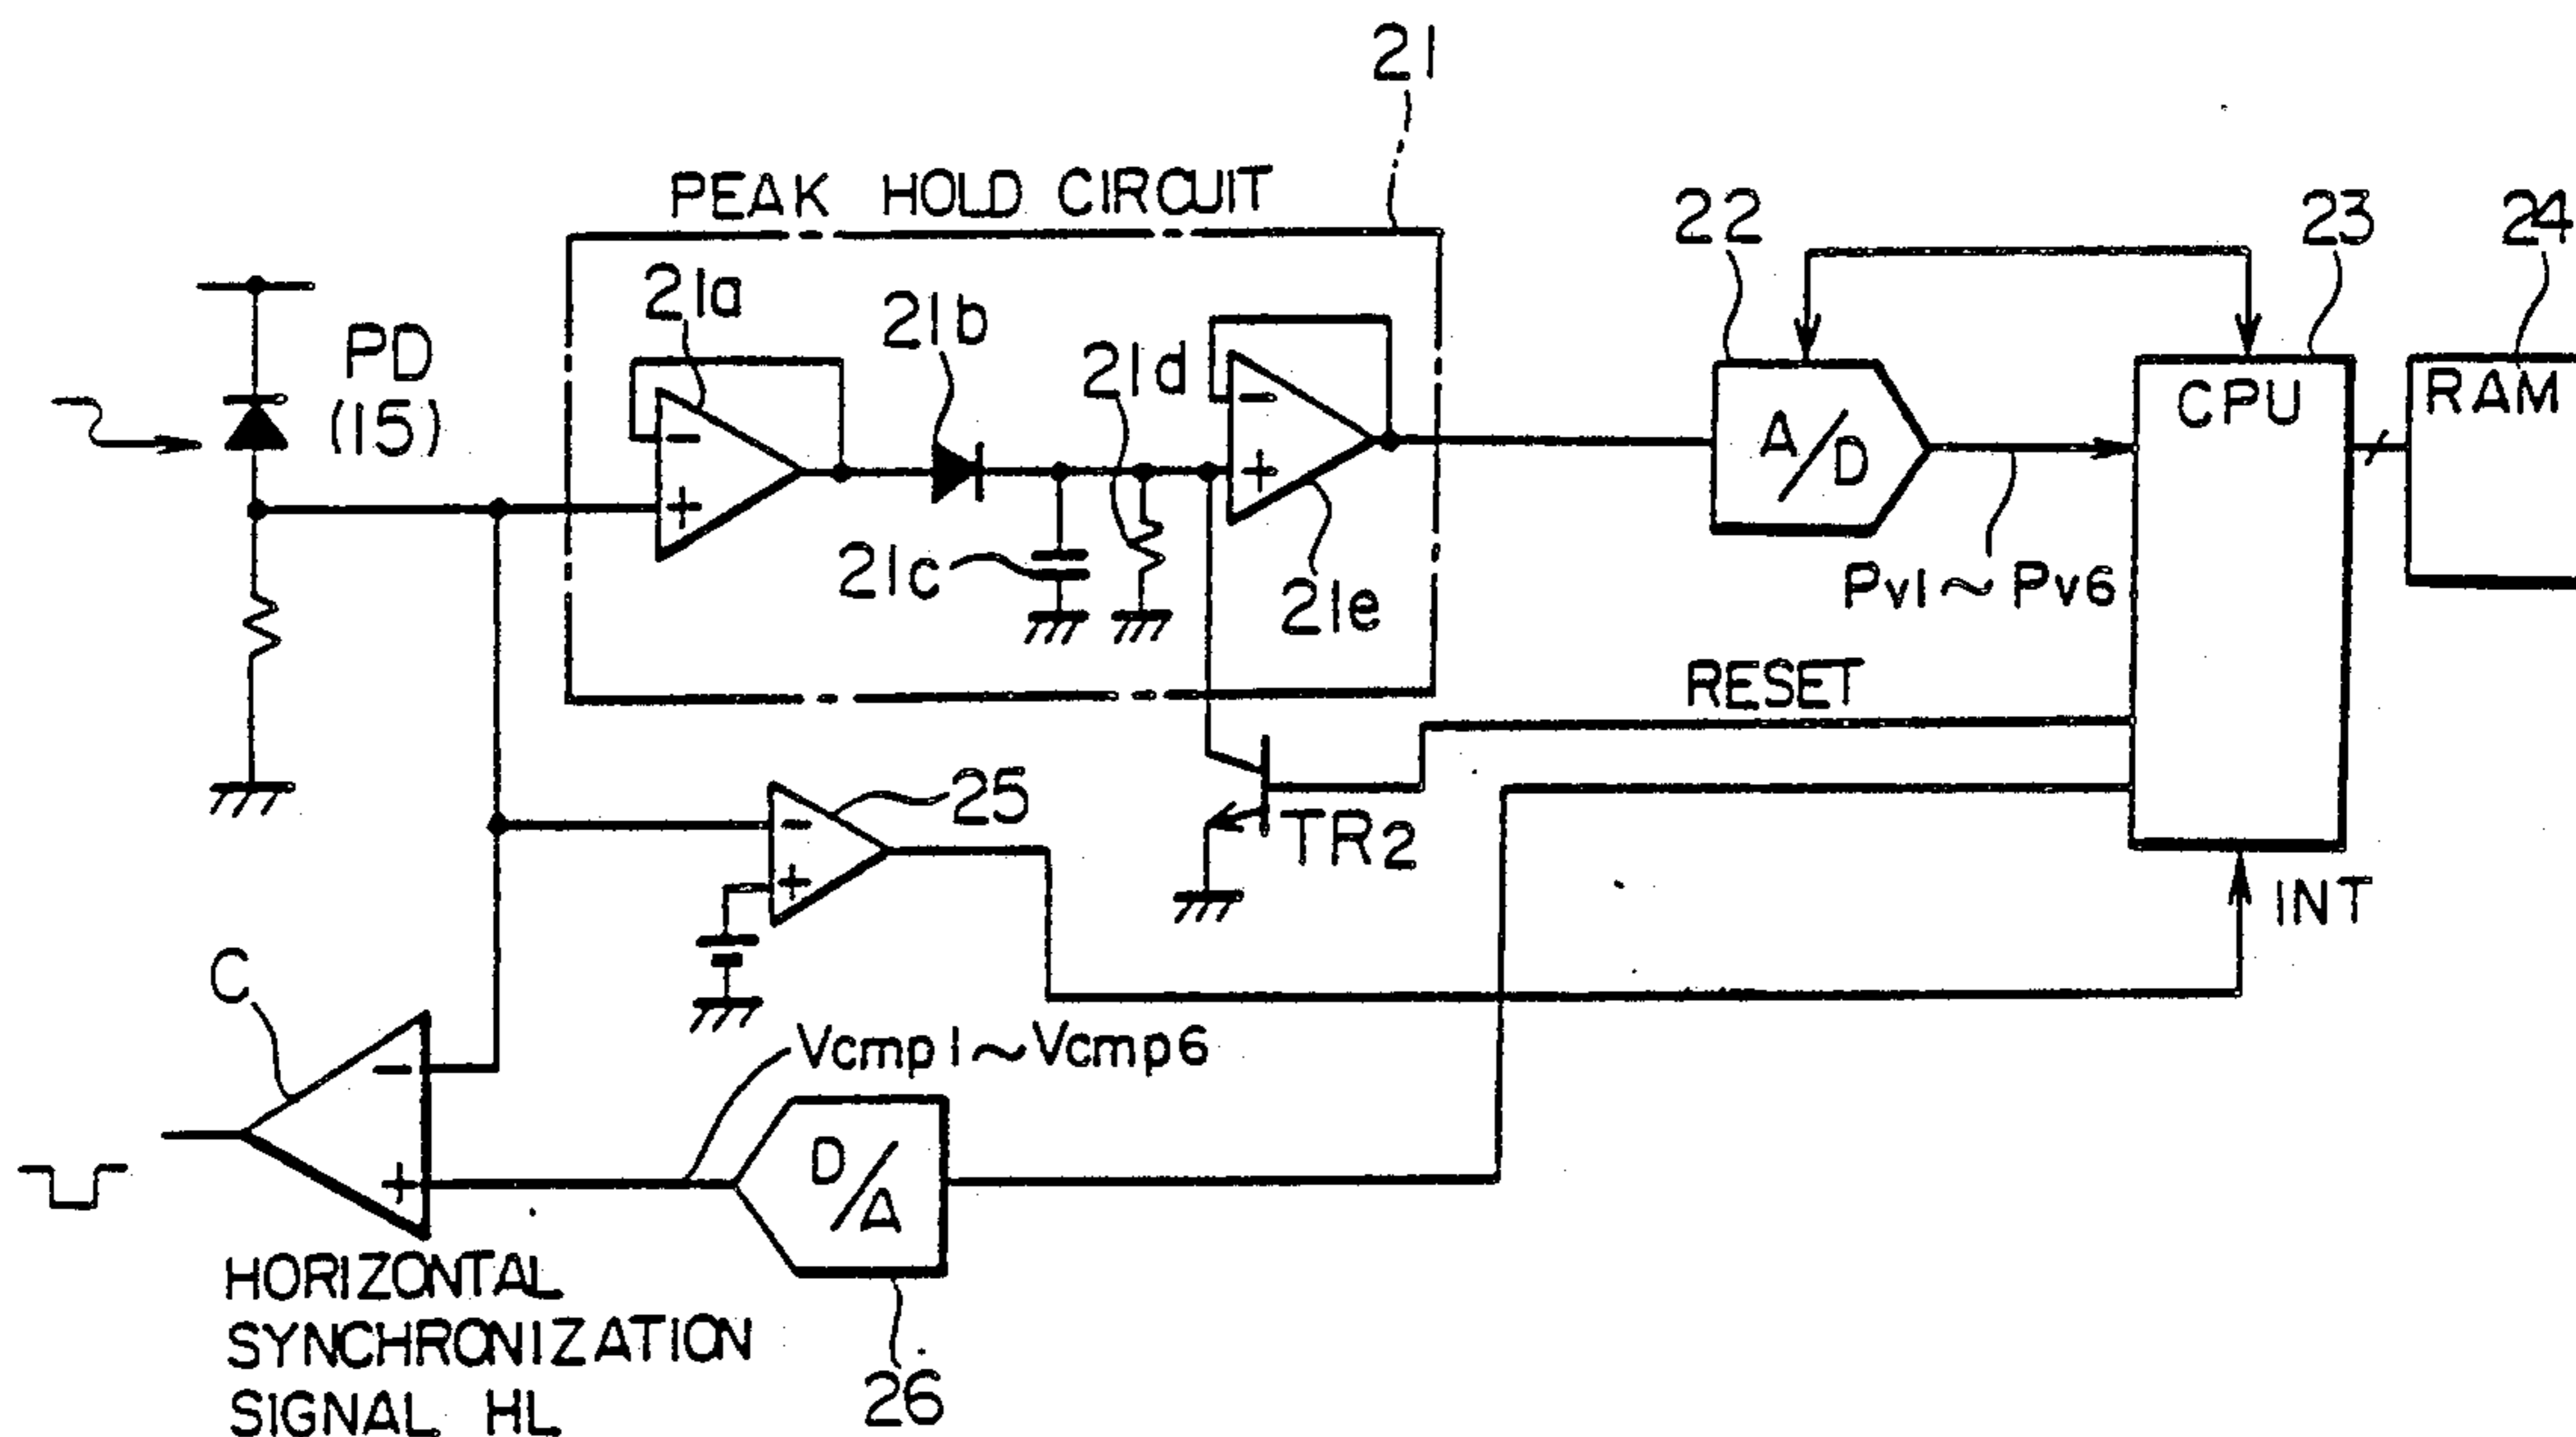 21
PEAK HOLD CIRCUIT
22
23
24
21a
21b
21d
PD
(15)
CPU
RAM
-
+
-
+
A/D
21c
21e
Pv1~Pv6
RESET
25
TR2
-
+
INT
C
Vcmp1~Vcmp6
-
+
D/A
HORIZONTAL
SYNCHRONIZATION
SIGNAL HL
26